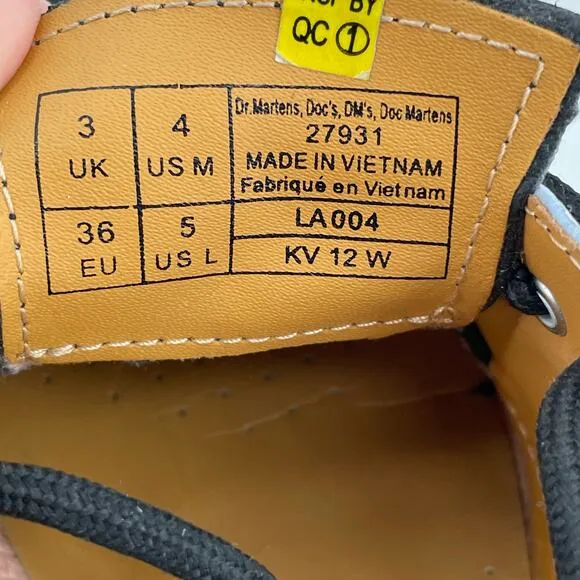 BY
QC 1
3
UK
4
US M
36
EU
5
US L
Dr.Martens, Doc's, DM's, Doc Martens
27931
MADE IN VIETNAM
Fabriqué en Vietnam
LA004
KV 12 W